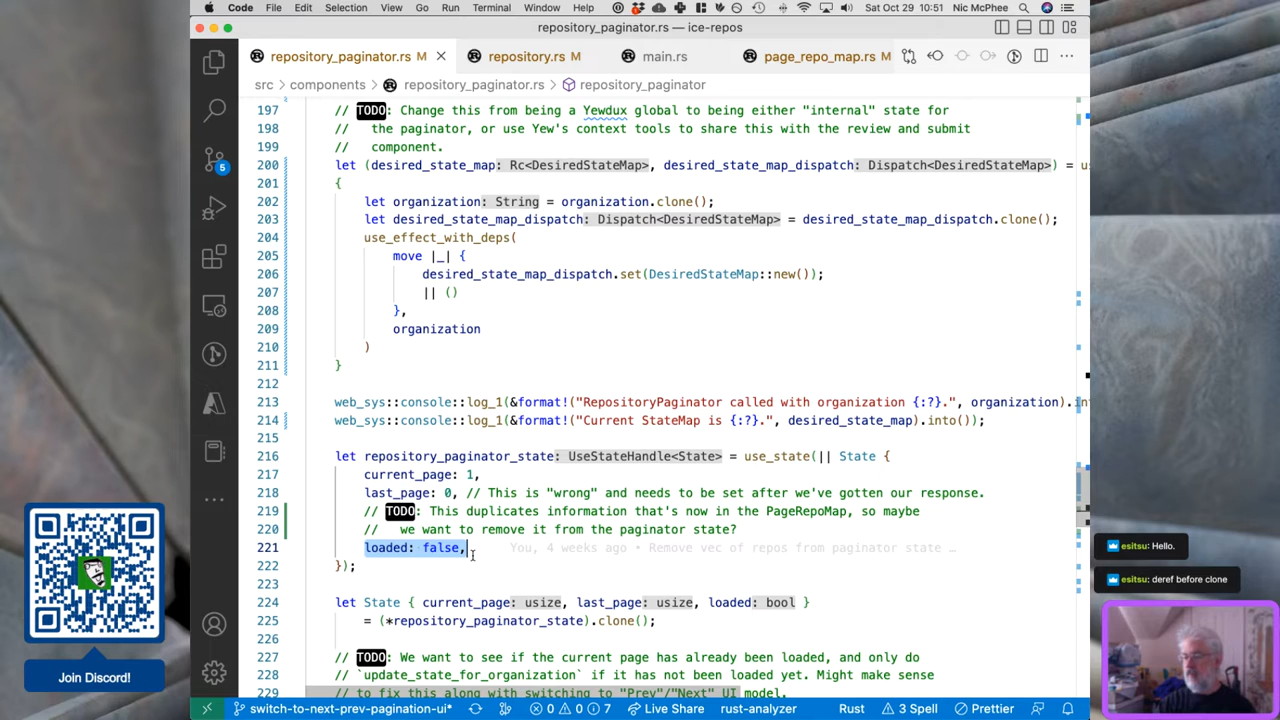 Code File Edit Selection View Go Run Terminal Window Help Sat Oct 29 10:51 Nic McPhee
repository_paginator.rs — ice-repos
repository_paginator.rs M repository.rs M main.rs page_repo_map.rs M
src components repository_paginator.rs repository_paginator
197 // TODO: Change this from being a Yewdux global to being either "internal" state for
198 // the paginator, or use Yew's context tools to share this with the review and submit
199 // component.
200 let (desired_state_map: Rc<DesiredStateMap>, desired_state_map_dispatch: Dispatch<DesiredStateMap>) = us
201 {
202 let organization: String = organization.clone();
203 let desired_state_map_dispatch: Dispatch<DesiredStateMap> = desired_state_map_dispatch.clone();
204 use_effect_with_deps(
205 move |_| {
206 desired_state_map_dispatch.set(DesiredStateMap::new());
207 || ()
208 },
209 organization
210 )
211 }
212
213 web_sys::console::log_1(&format!("RepositoryPaginator called with organization {:?}.", organization).int
214 web_sys::console::log_1(&format!("Current StateMap is {:?}.", desired_state_map).into());
215
216 let repository_paginator_state: UseStateHandle<State> = use_state(|| State {
217 current_page: 1,
218 last_page: 0, // This is "wrong" and needs to be set after we've gotten our response.
219 // TODO: This duplicates information that's now in the PageRepoMap, so maybe
220 // we want to remove it from the paginator state?
221 loaded: false, You, 4 weeks ago • Remove vec of repos from paginator state …
222 });
223
224 let State { current_page: usize, last_page: usize, loaded: bool }
225 = (*repository_paginator_state).clone();
226
227 // TODO: We want to see if the current page has already been loaded, and only do
228 // `update_state_for_organization` if it has not been loaded yet. Might make sense
229 // to fix this along with switching to "Prev"/"Next" UI model.
5
esitsu: Hello.
esitsu: deref before clone
Join Discord!
switch-to-next-prev-pagination-ui* 0 0 7 Live Share rust-analyzer Rust 3 Spell Prettier